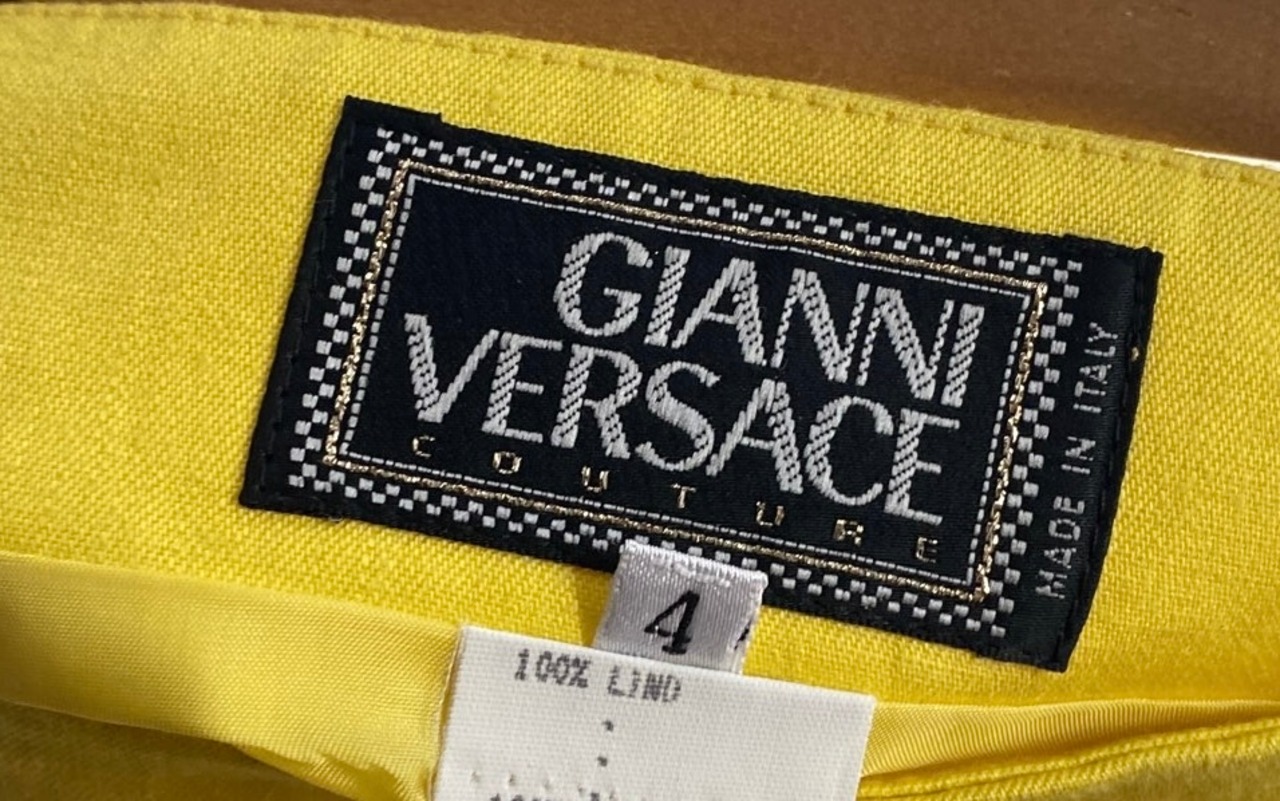 GIANNI
VERSACE
COUTURE
MADE IN ITALY
4
100% LINO